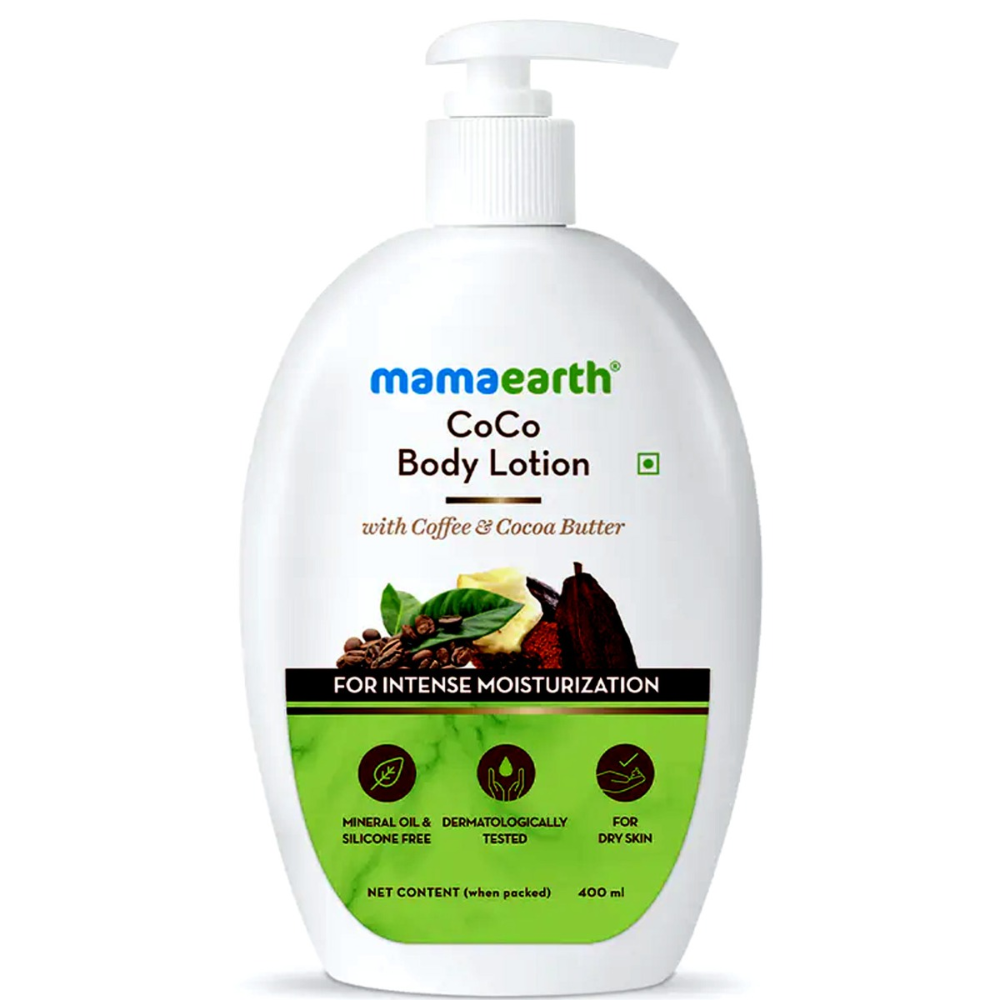 mamaearth®
CoCo
Body Lotion
with Coffee & Cocoa Butter
FOR INTENSE MOISTURIZATION
MINERAL OIL &
SILICONE FREE
DERMATOLOGICALLY
TESTED
FOR
DRY SKIN
NET CONTENT (when packed) 400 ml